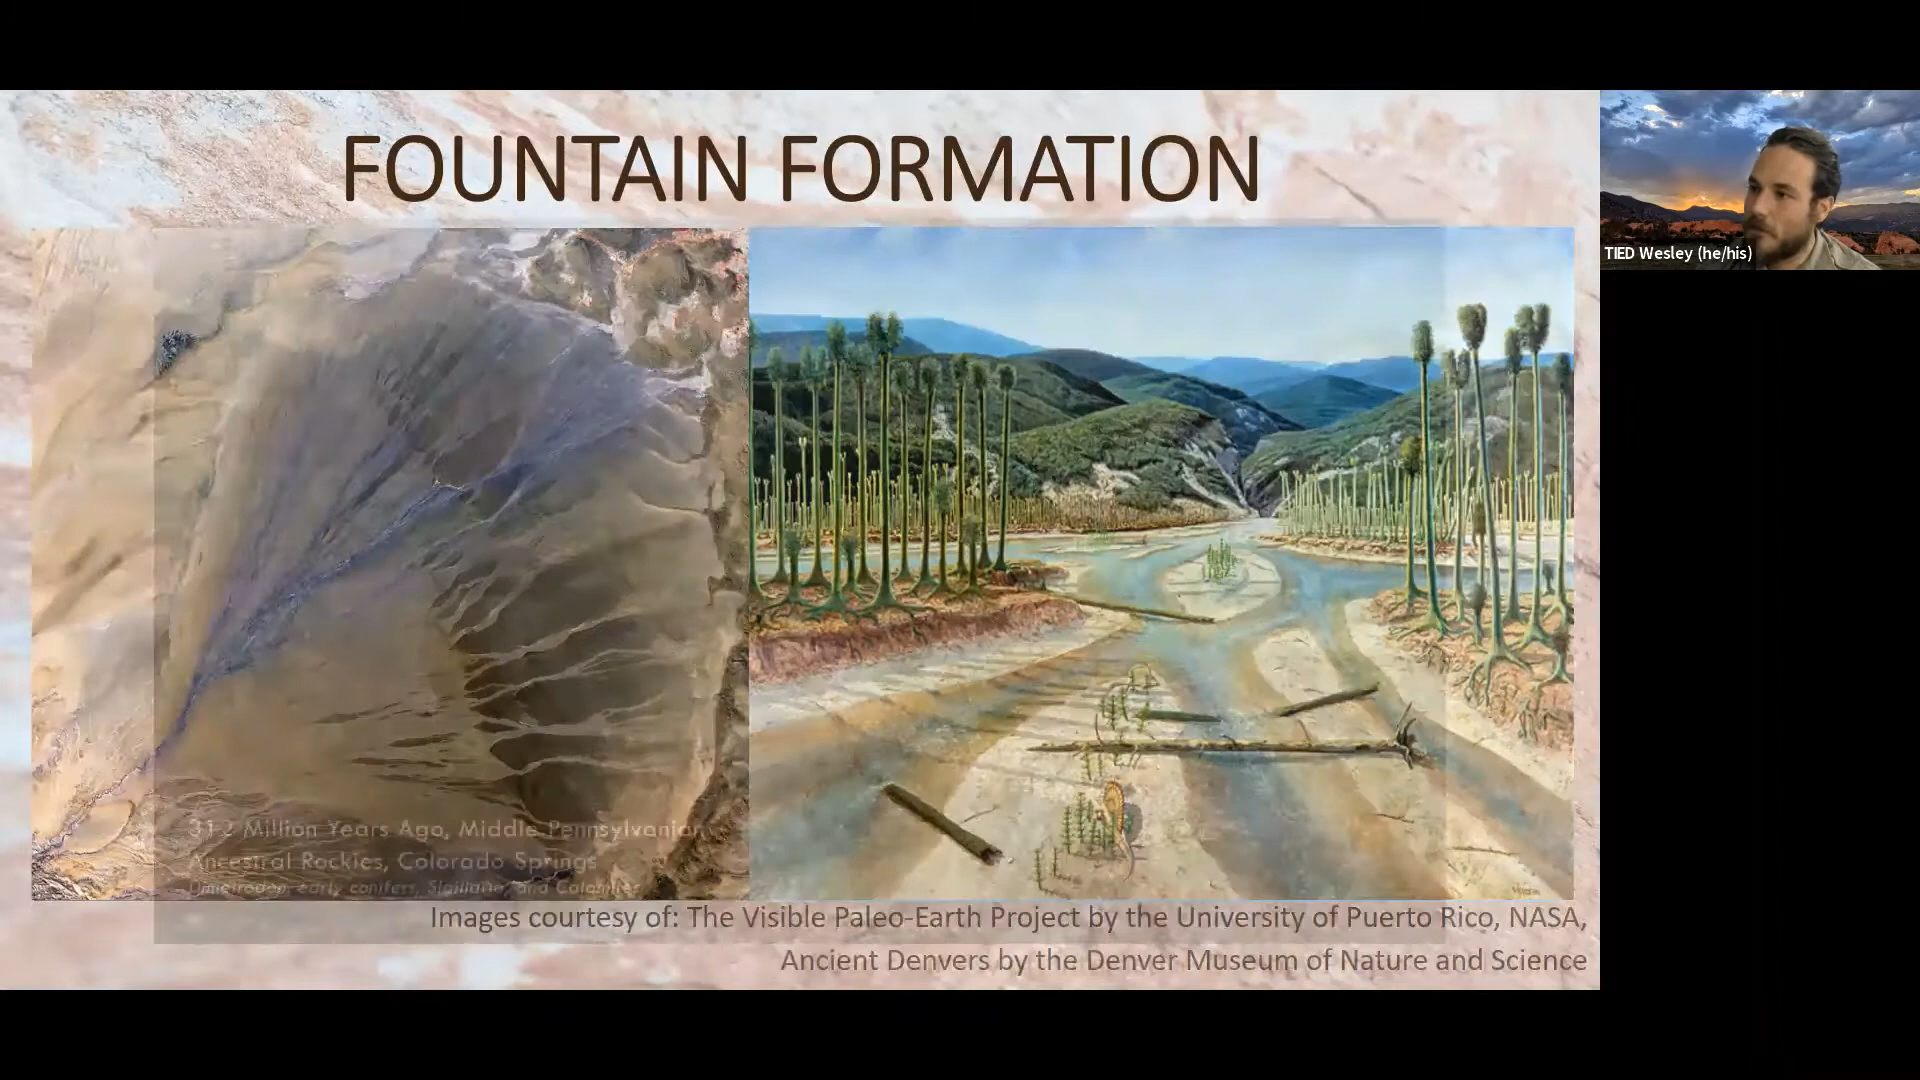 FOUNTAIN FORMATION
TIED Wesley (he/his)
312 Million Years Ago, Middle Pennsylvanian
Ancestral Rockies, Colorado Springs
early conifers, and
Images courtesy of: The Visible Paleo-Earth Project by the University of Puerto Rico, NASA,
Ancient Denvers by the Denver Museum of Nature and Science